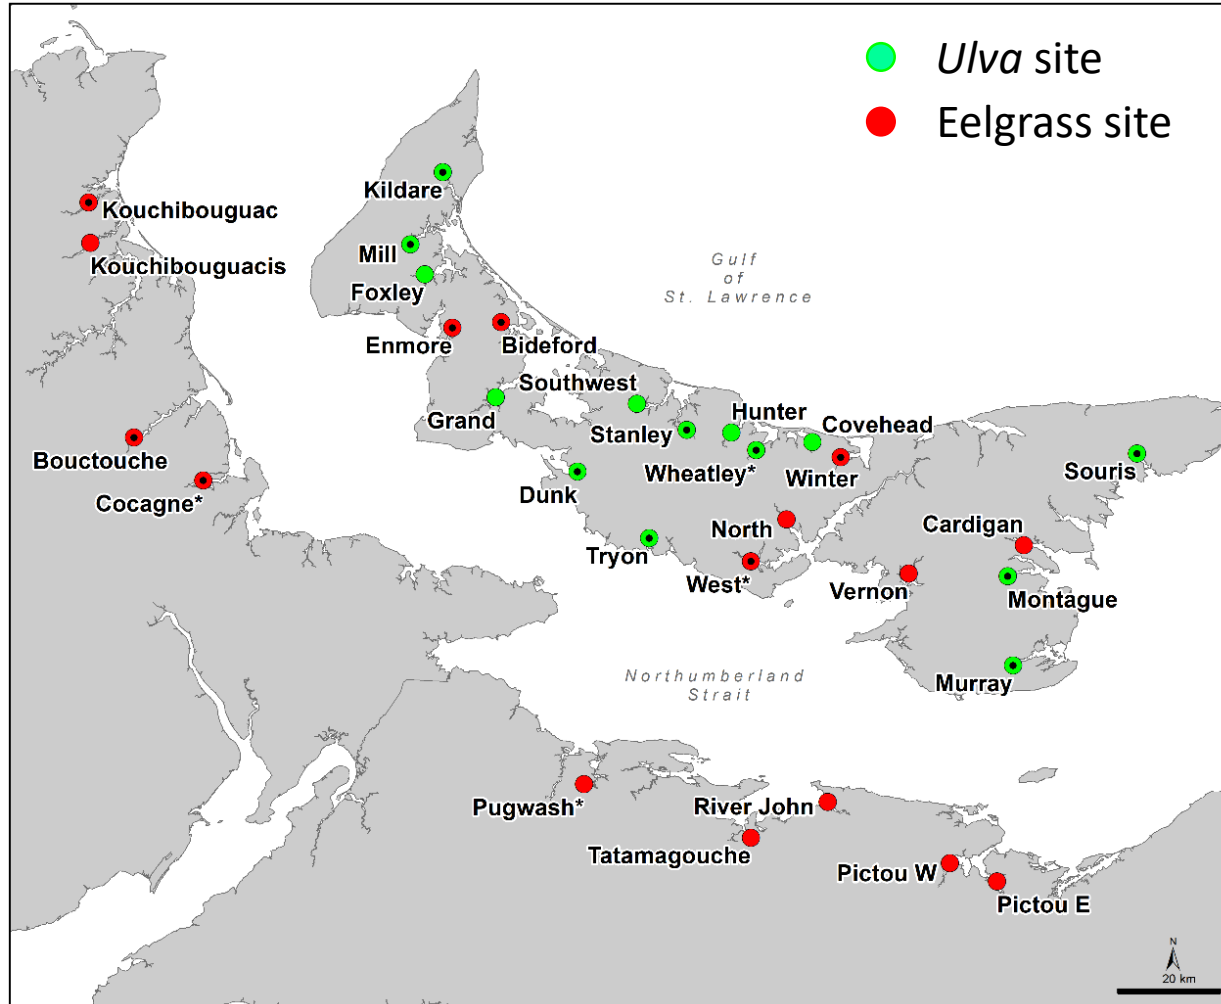 Ulva site
Eelgrass site
Kildare
Kouchibouguac
Mill
Kouchibouguacis
Gulf
of
St. Lawrence
Foxley
Enmore
Bideford
Southwest
Hunter
Grand
Covehead
Stanley
Bouctouche
Wheatley*
Winter
Souris
Dunk
Cocagne*
North
Cardigan
Tryon
West*
Vernon
Montague
Northumberland
Strait
Murray
Pugwash*
River John
Tatamagouche
Pictou W
Pictou E
N
20 km